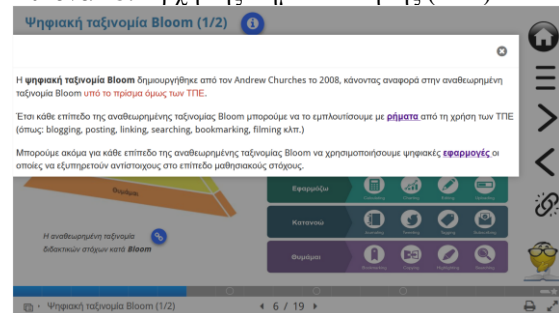 Ψηφιακή ταξινομία Bloom (1/2)
Η ψηφιακή ταξινομία Bloom δημιουργήθηκε από τον Andrew Churches το 2008, κάνοντας αναφορά στην αναθεωρημένη
ταξινομία Bloom υπό το πρίσμα όμως των ΤΠΕ.
Έτσι κάθε επίπεδο της αναθεωρημένης ταξινομίας Bloom μπορούμε να το εμπλουτίσουμε με ρήματα από τη χρήση των ΤΠΕ
(όπως: blogging, posting, linking, searching, bookmarking, filming κλπ.)
Μπορούμε ακόμα για κάθε επίπεδο της αναθεωρημένης ταξινομίας Bloom να χρησιμοποιήσουμε ψηφιακές εφαρμογές οι
οποίες να εξυπηρετούν αντίστοιχους στο επίπεδο μαθησιακούς στόχους.
Θυμάμαι
Εφαρμόζω
Κατανοώ
Θυμάμαι
Η αναθεωρημένη ταξινομία
διδακτικών στόχων κατά Bloom
Ψηφιακή ταξινομία Bloom (1/2)
6 / 19